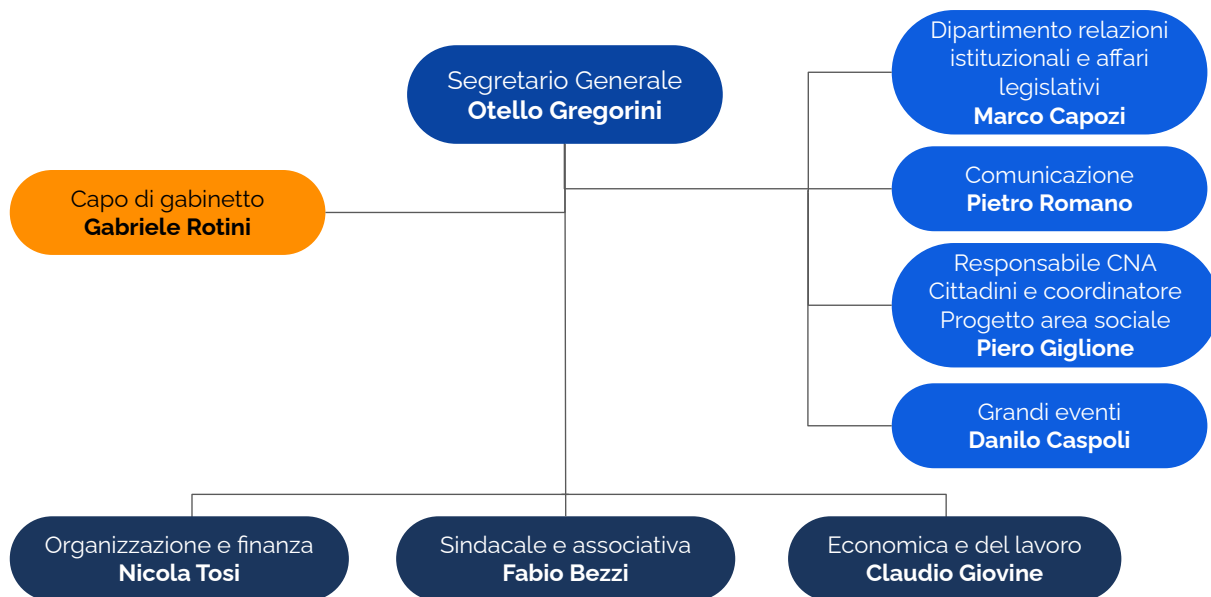 Segretario Generale
Otello Gregorini
Capo di gabinetto
Gabriele Rotini
Dipartimento relazioni
istituzionali e affari
legislativi
Marco Capozi
Comunicazione
Pietro Romano
Responsabile CNA
Cittadini e coordinatore
Progetto area sociale
Piero Giglione
Grandi eventi
Danilo Caspoli
Organizzazione e finanza
Nicola Tosi
Sindacale e associativa
Fabio Bezzi
Economica e del lavoro
Claudio Giovine